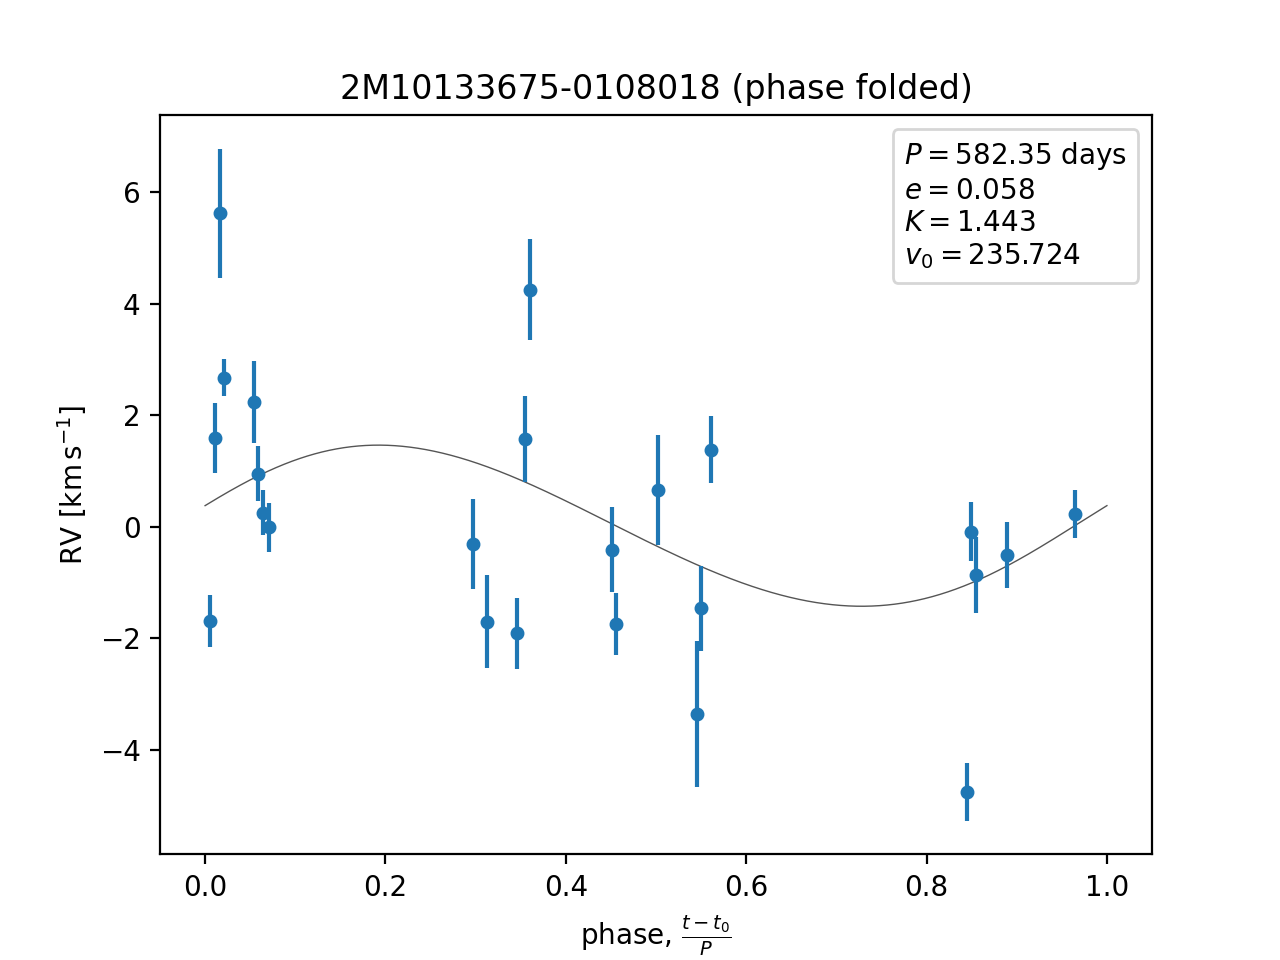 2M10133675-0108018 (phase folded)
P = 582.35 days
e = 0.058
K = 1.443
v₀ = 235.724
6
4
2
0
−2
−4
RV [km s⁻¹]
0.0 0.2 0.4 0.6 0.8 1.0
phase, (t − t₀)/P